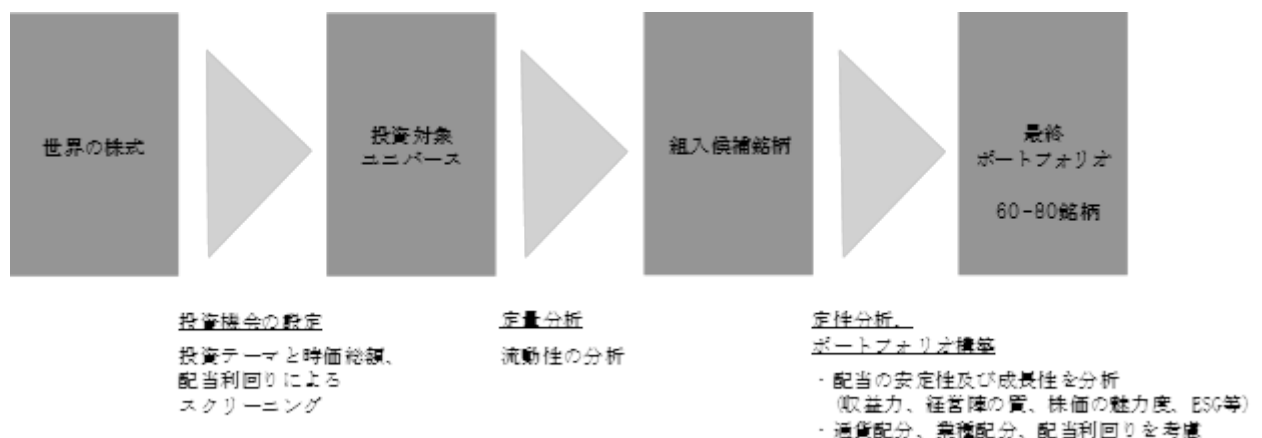 世界の株式
投資対象
ユニバース
組入候補銘柄
最終
ポートフォリオ
60-80銘柄
投資機会の設定
投資テーマと時価総額、
配当利回りによる
スクリーニング
定量分析
流動性の分析
定性分析、
ポートフォリオ構築
・配当の安定性及び成長性を分析
(収益力、経営陣の質、株価の魅力度、ESG等)
・通貨配分、業種配分、配当利回りを考慮